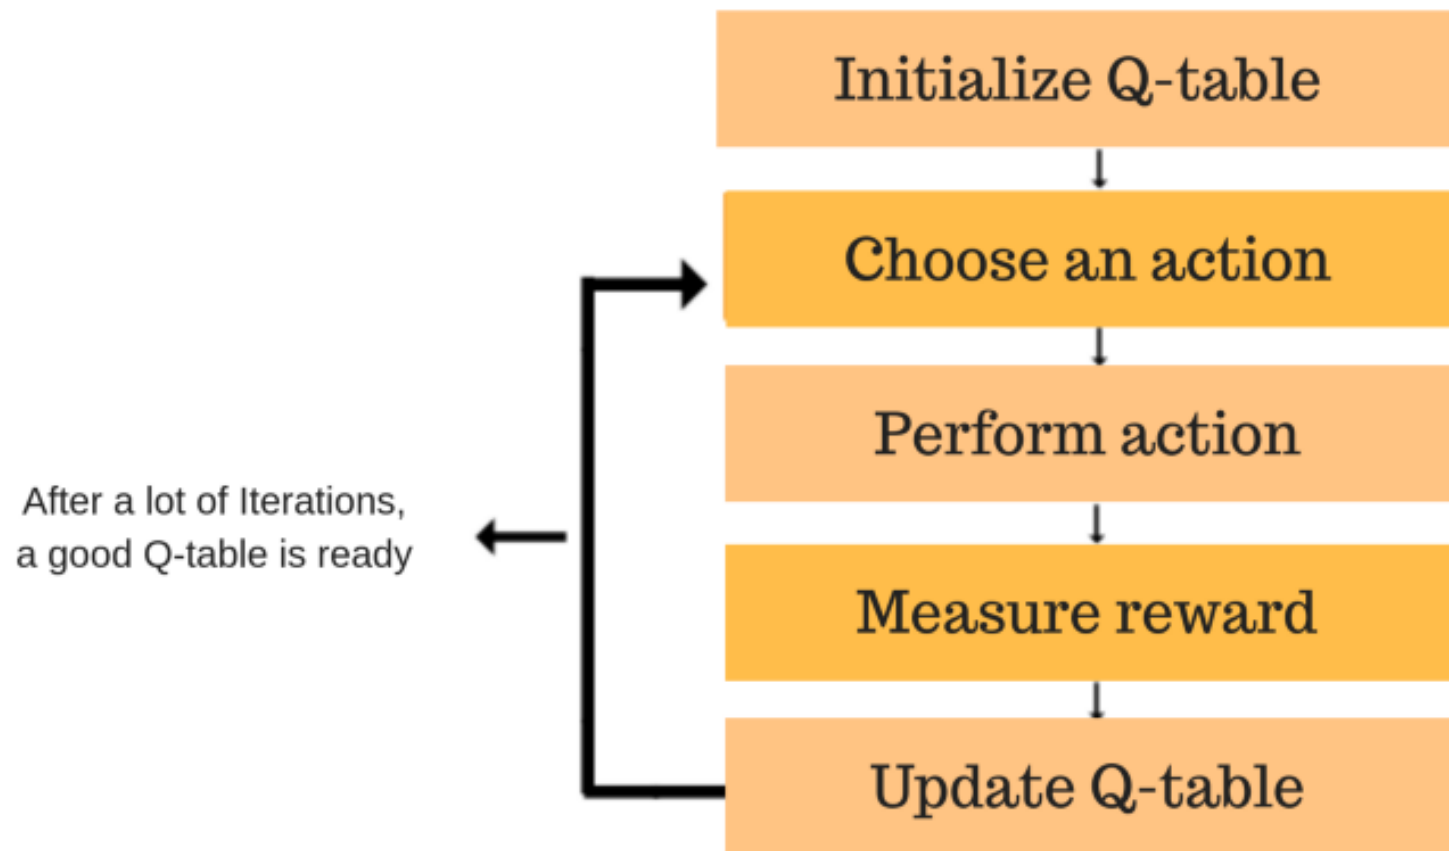 Initialize Q-table
Choose an action
Perform action
Measure reward
Update Q-table
After a lot of Iterations,
a good Q-table is ready